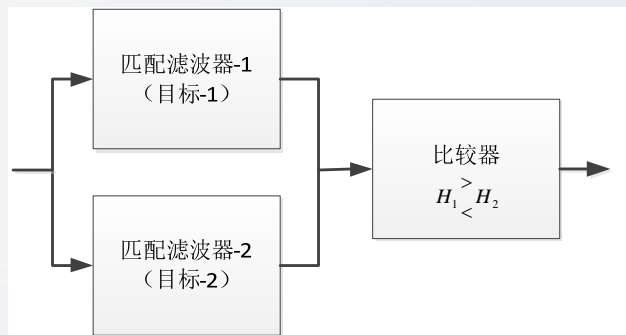 匹配滤波器-1
（目标-1）
匹配滤波器-2
（目标-2）
比较器
H₁ > < H₂